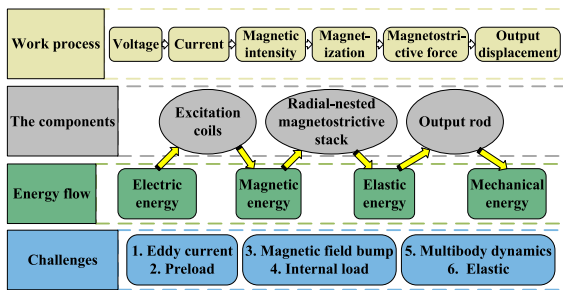 Work process
Voltage
Current
Magnetic
intensity
Magnet-
ization
Magnetostri-
ctive force
Output
displacement
The components
Excitation
coils
Radial-nested
magnetostrictive
stack
Output rod
Energy flow
Electric
energy
Magnetic
energy
Elastic
energy
Mechanical
energy
Challenges
1. Eddy current
2. Preload
3. Magnetic field bump
4. Internal load
5. Multibody dynamics
6. Elastic